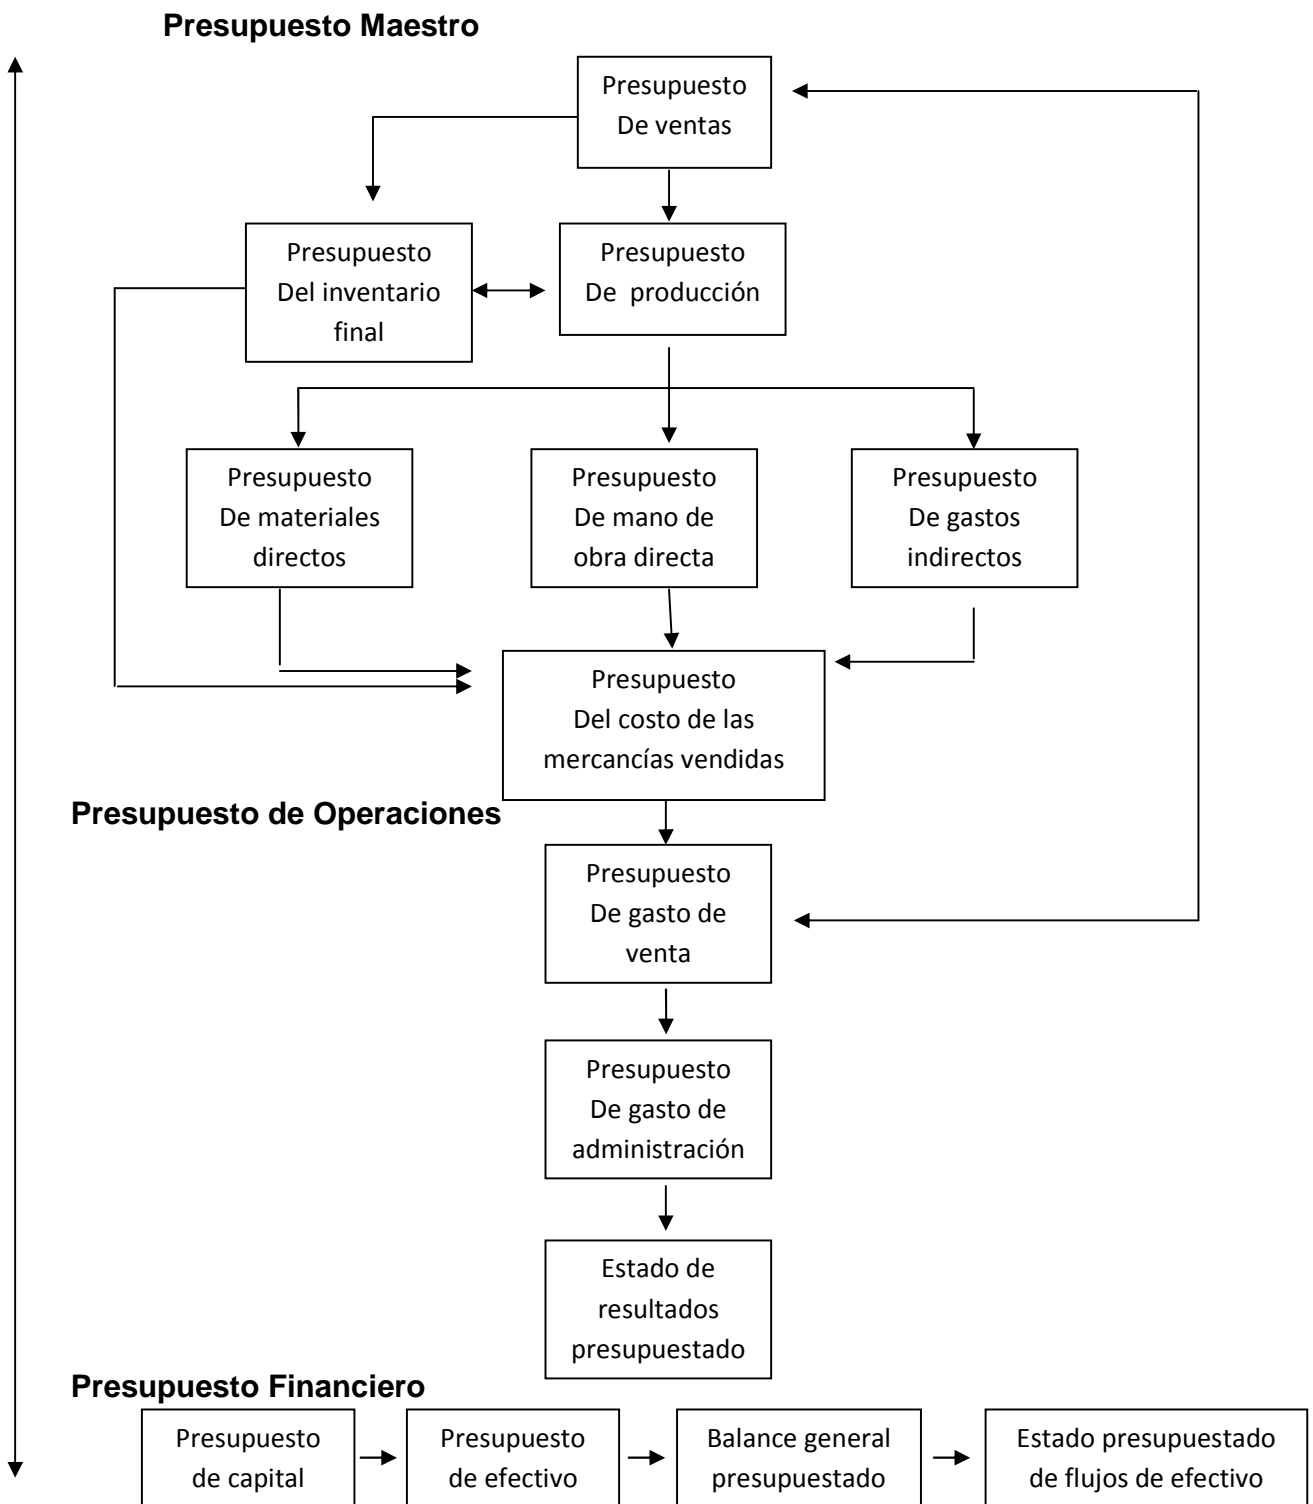 Presupuesto Maestro
Presupuesto
De ventas
Presupuesto
Del inventario
final
Presupuesto
De producción
Presupuesto
De materiales
directos
Presupuesto
De mano de
obra directa
Presupuesto
De gastos
indirectos
Presupuesto
Del costo de las
mercancías vendidas
Presupuesto de Operaciones
Presupuesto
De gasto de
venta
Presupuesto
De gasto de
administración
Estado de
resultados
presupuestado
Presupuesto Financiero
Presupuesto
de capital
Presupuesto
de efectivo
Balance general
presupuestado
Estado presupuestado
de flujos de efectivo